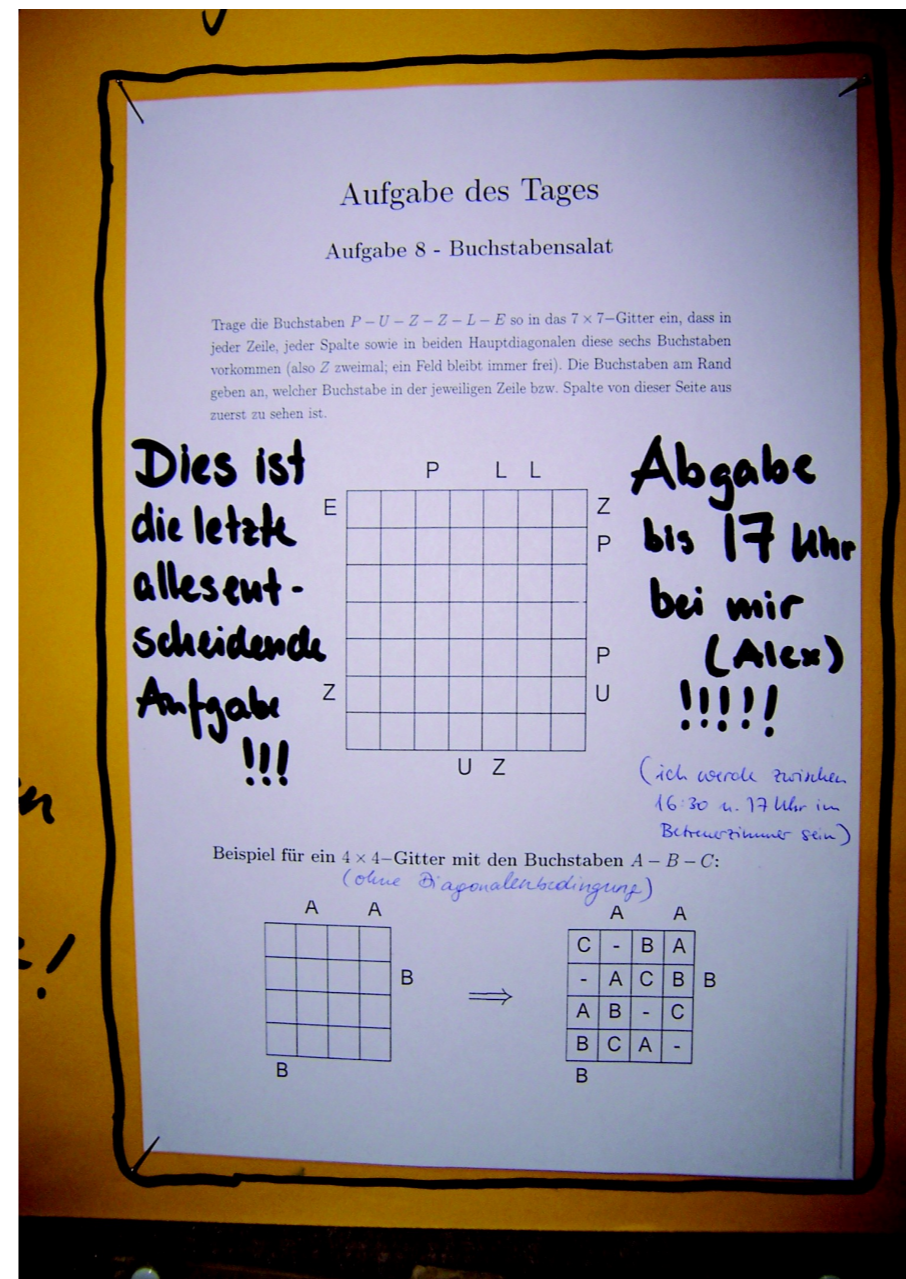 Aufgabe des Tages
Aufgabe 8 - Buchstabensalat
Trage die Buchstaben P − U − Z − Z − L − E so in das 7 × 7−Gitter ein, dass in
jeder Zeile, jeder Spalte sowie in beiden Hauptdiagonalen diese sechs Buchstaben
vorkommen (also Z zweimal; ein Feld bleibt immer frei). Die Buchstaben am Rand
geben an, welcher Buchstabe in der jeweiligen Zeile bzw. Spalte von dieser Seite aus
zuerst zu sehen ist.
Dies ist
die letzte
allesent-
scheidende
Aufgabe
!!!
P L L
E Z
P
P
Z U
U Z
Abgabe
bis 17 Uhr
bei mir
(Alex)
!!!!!
(ich werde zwischen
16:30 u. 17 Uhr im
Betreuerzimmer sein)
Beispiel für ein 4 × 4−Gitter mit den Buchstaben A − B − C:
(ohne Diagonalenbedingung)
A A
B
B
⟹
A A
C - B A
- A C B B
A B - C
B C A -
B